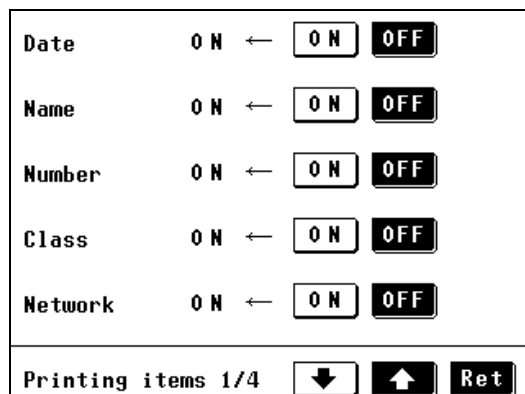 Date ON ← ON OFF
Name ON ← ON OFF
Number ON ← ON OFF
Class ON ← ON OFF
Network ON ← ON OFF
Printing items 1/4 Ret